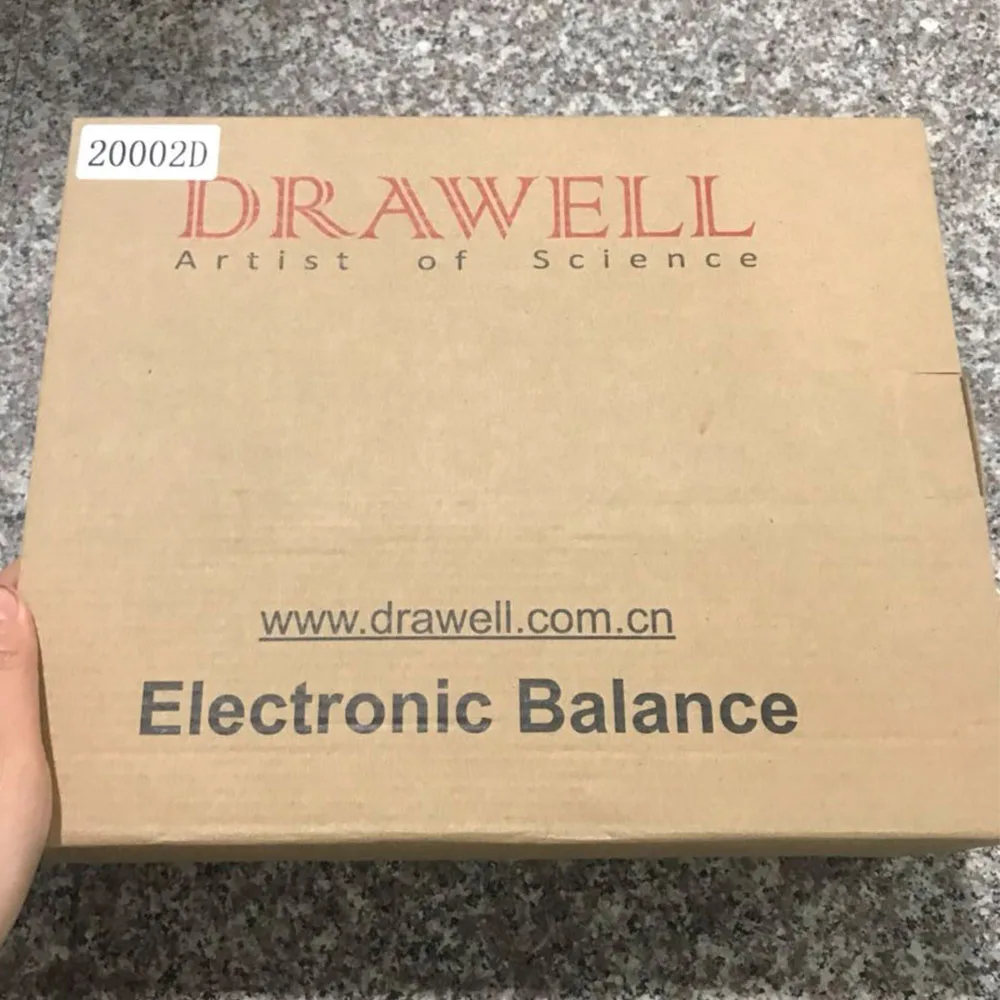 20002D
DRAWELL
Artist of Science
www.drawell.com.cn
Electronic Balance